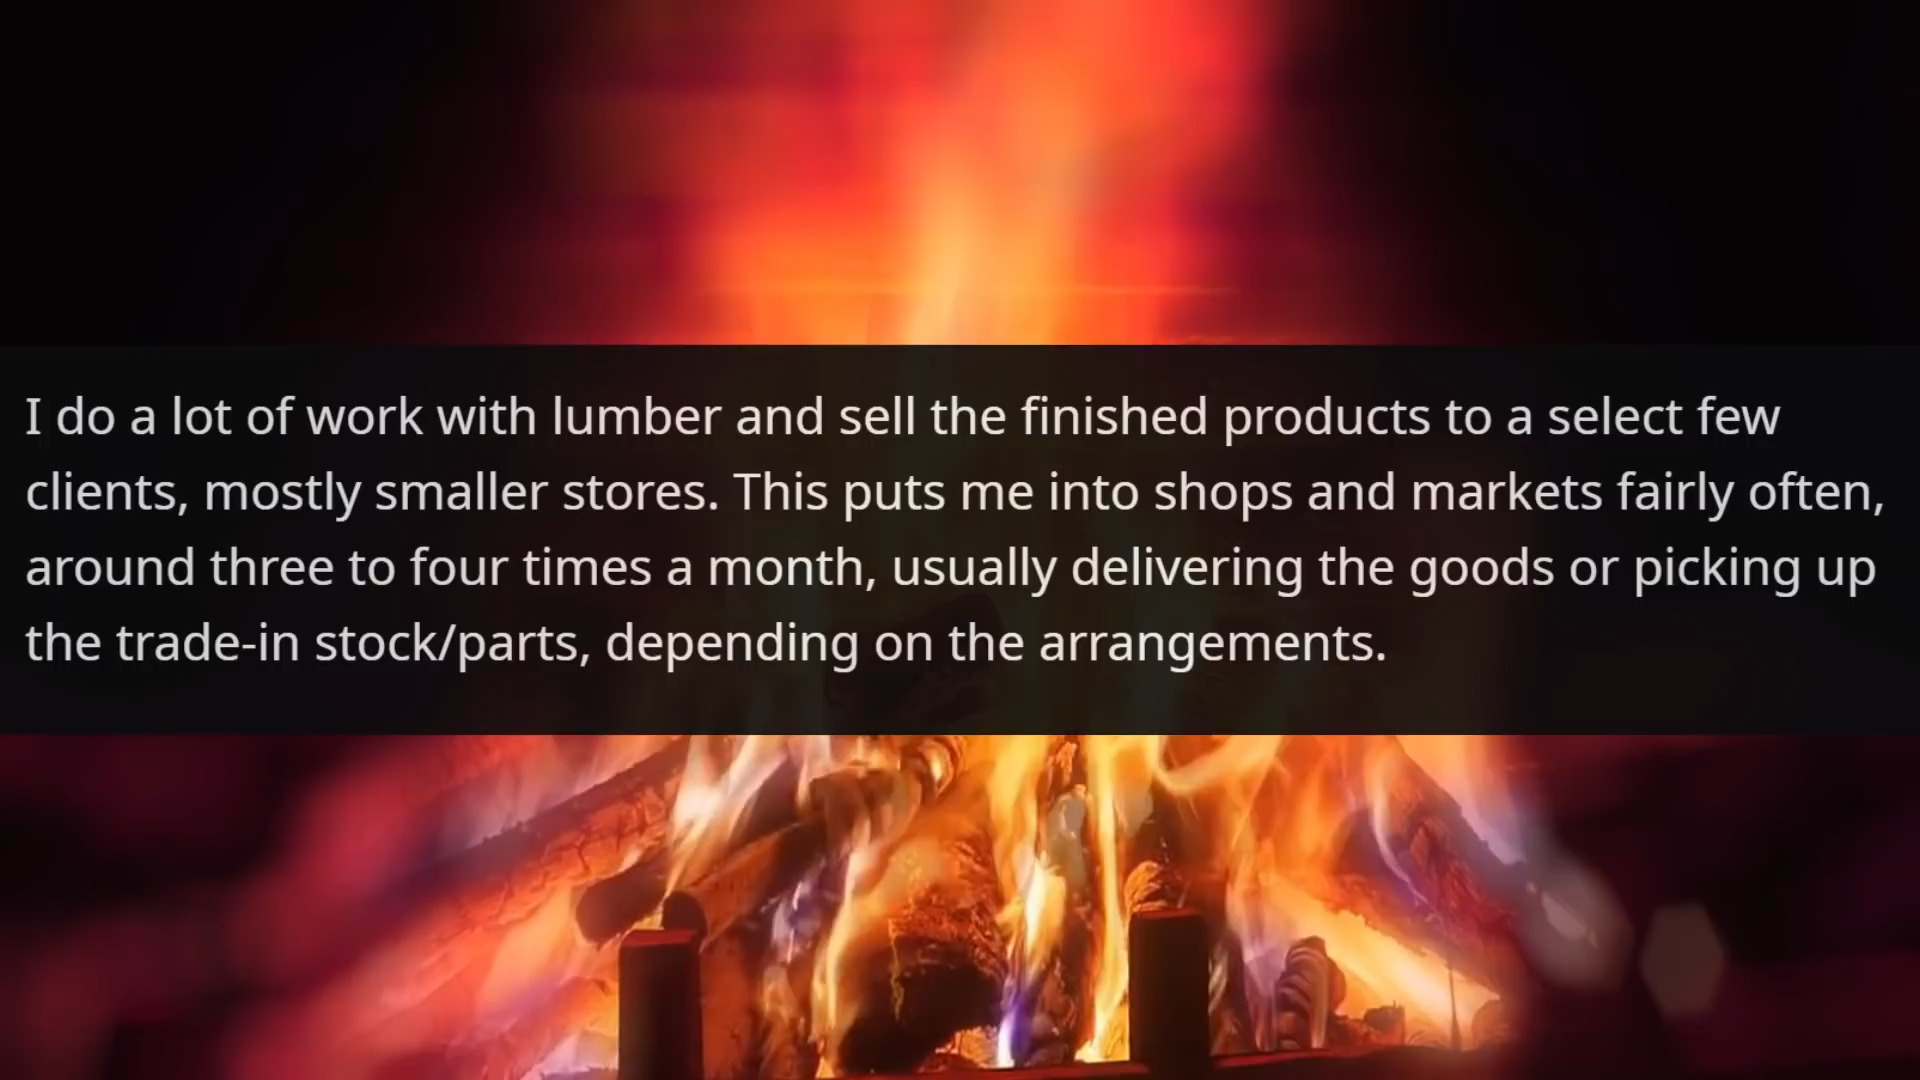 I do a lot of work with lumber and sell the finished products to a select few
clients, mostly smaller stores. This puts me into shops and markets fairly often,
around three to four times a month, usually delivering the goods or picking up
the trade-in stock/parts, depending on the arrangements.